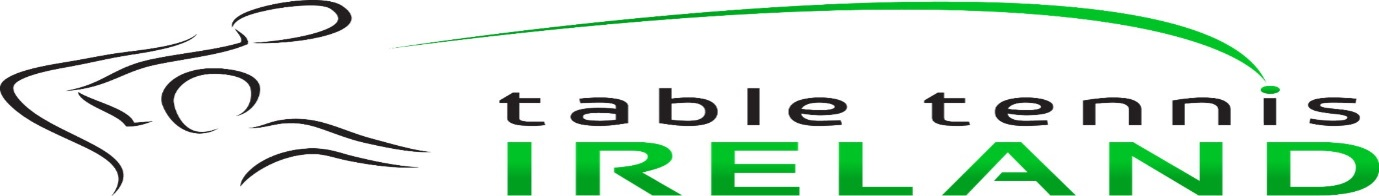 table tennis
IRELAND